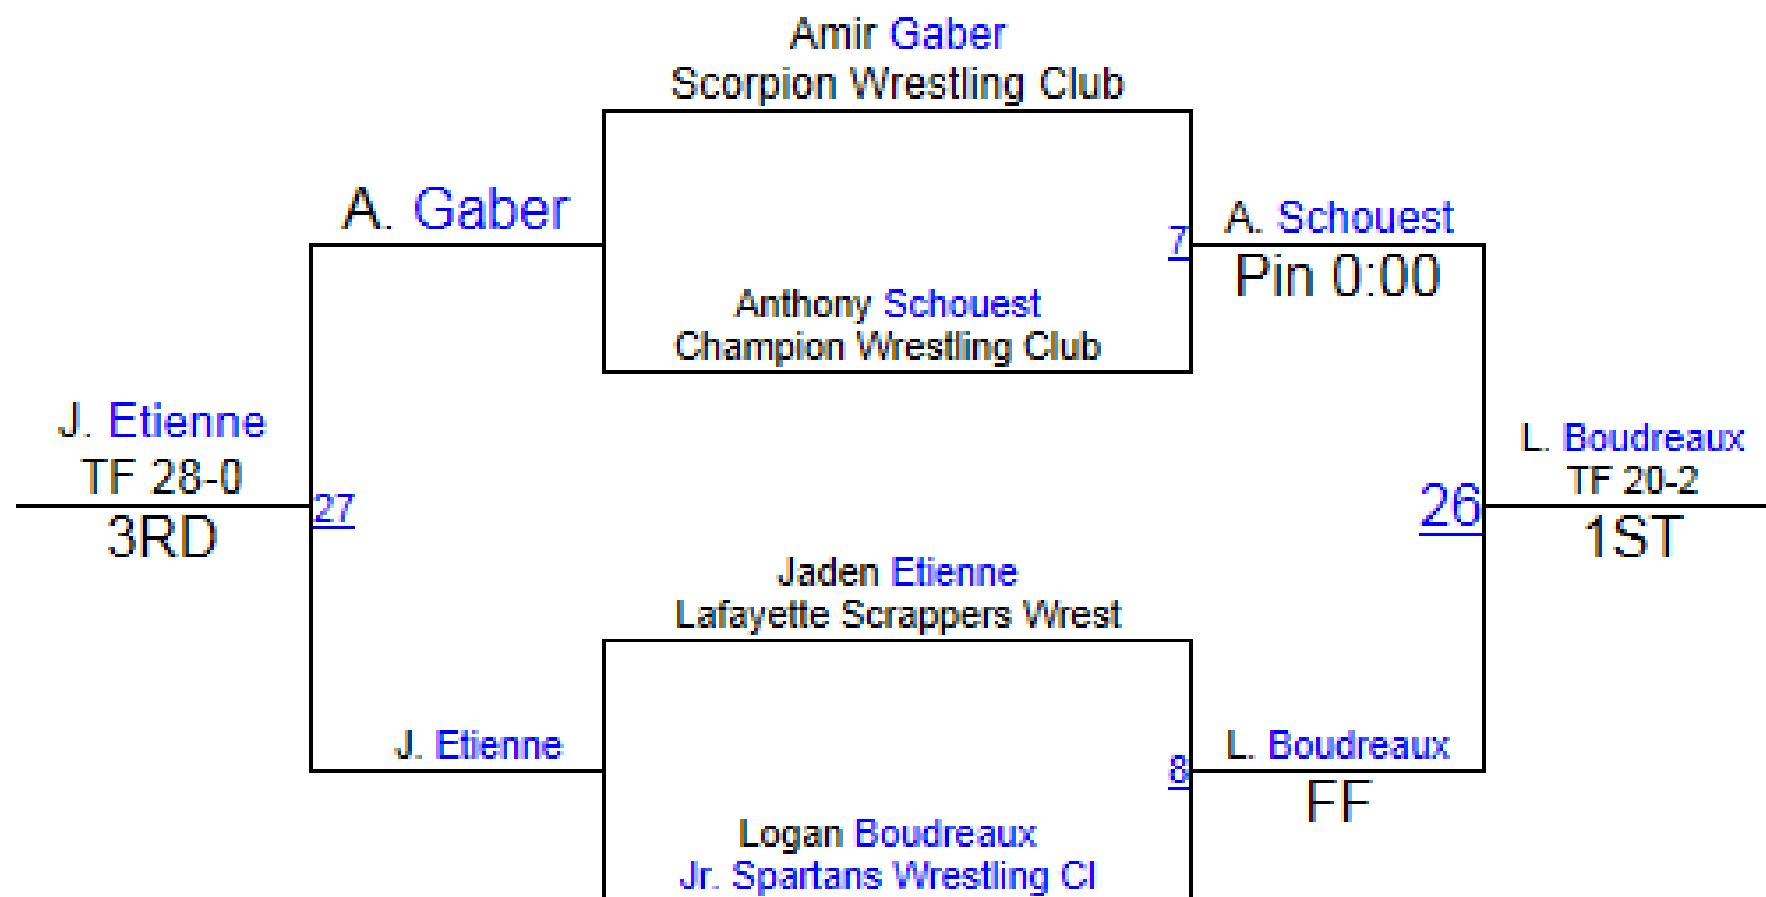 Amir Gaber
Scorpion Wrestling Club
A. Gaber
7
A. Schouest
Pin 0:00
Anthony Schouest
Champion Wrestling Club
J. Etienne
TF 28-0
3RD
27
26
L. Boudreaux
TF 20-2
1ST
Jaden Etienne
Lafayette Scrappers Wrest
J. Etienne
8
L. Boudreaux
FF
Logan Boudreaux
Jr. Spartans Wrestling Cl